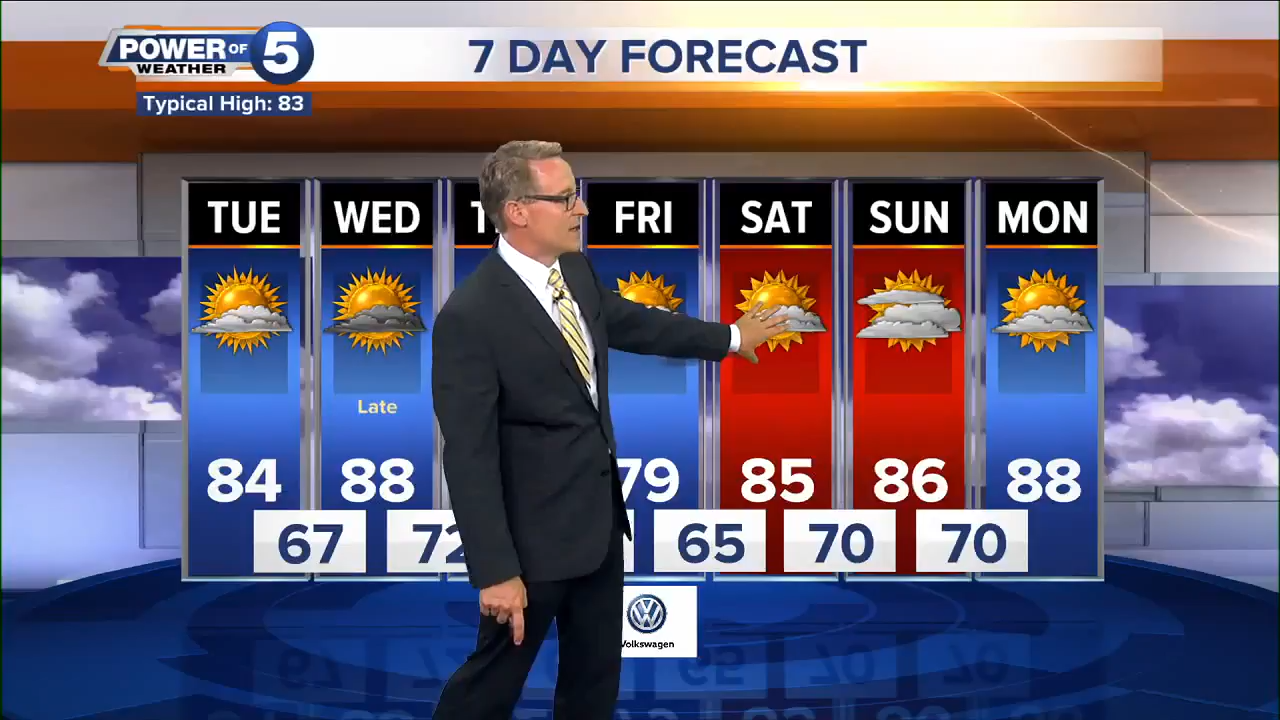 POWER OF 5
WEATHER
7 DAY FORECAST
Typical High: 83
TUE WED FRI SAT SUN MON
Late
84 88 79 85 86 88
67 65 70 70
Volkswagen